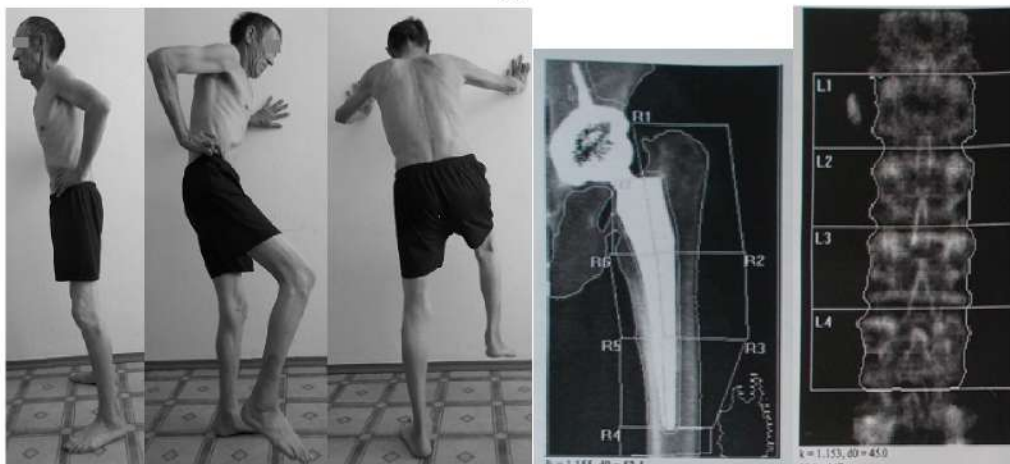 R1
R6
R2
R5
R3
R4
L1
L2
L3
L4
k = 1.153, d0 = 45.0